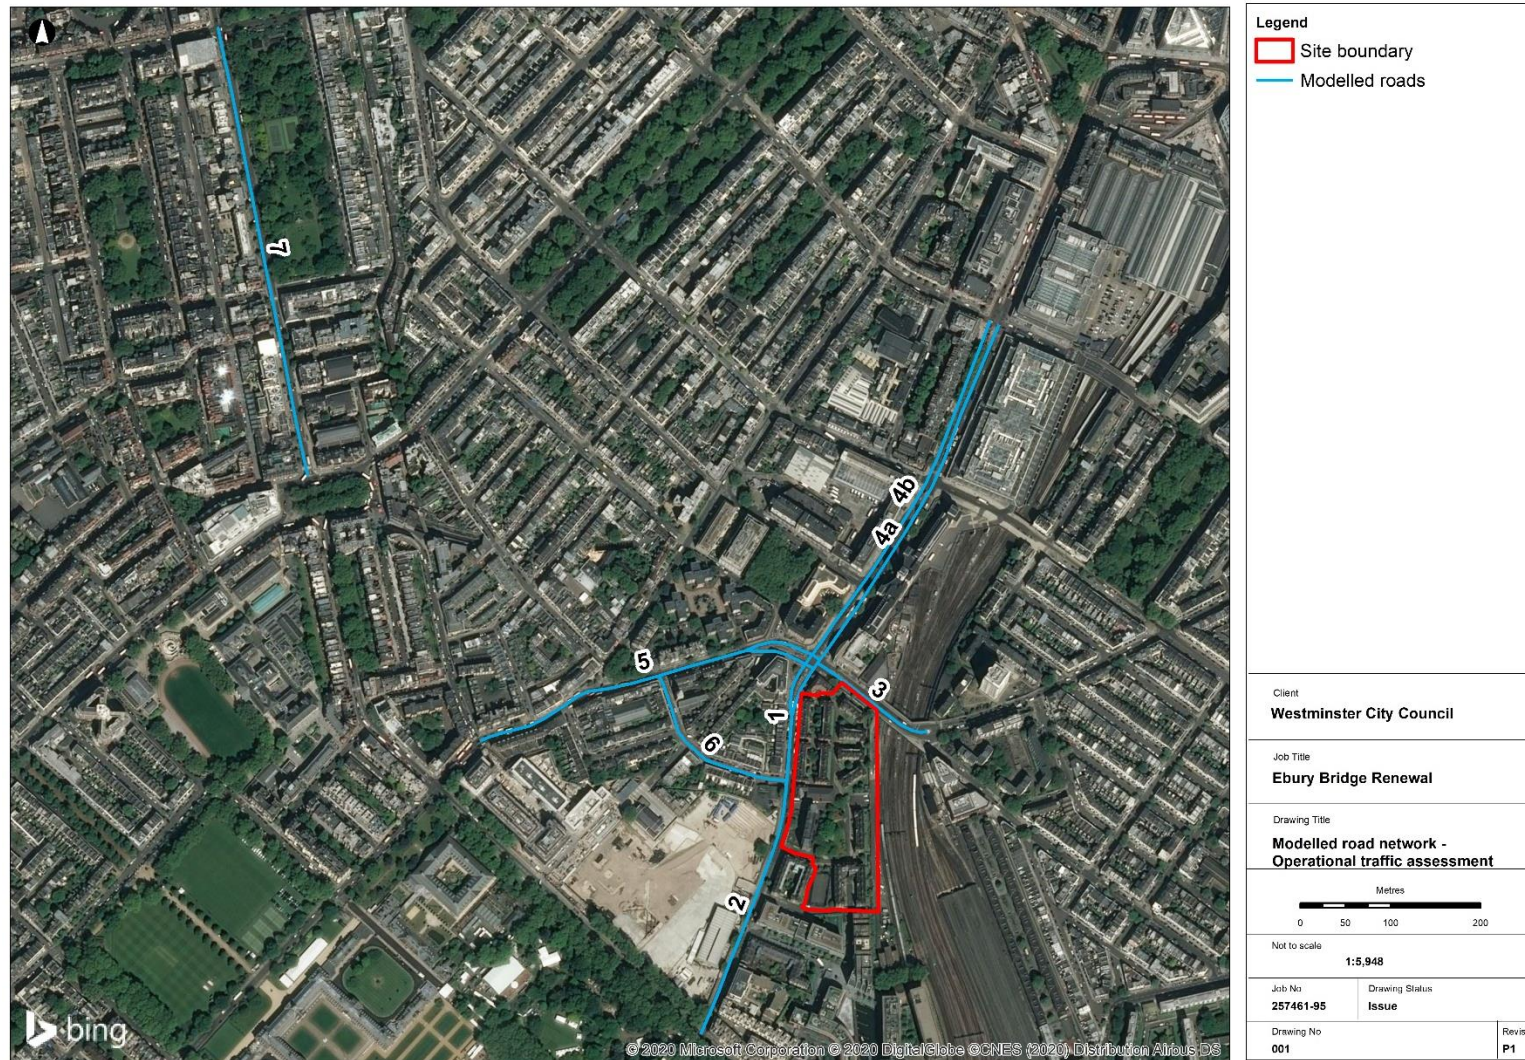 Legend
Site boundary
Modelled roads
7
4b
4a
5
3
1
6
2
bing
© 2020 Microsoft Corporation © 2020 DigitalGlobe ©CNES (2020) Distribution Airbus DS
Client
Westminster City Council
Job Title
Ebury Bridge Renewal
Drawing Title
Modelled road network -
Operational traffic assessment
Metres
0 50 100 200
Not to scale
1:5,948
Job No Drawing Status
257461-95 Issue
Drawing No Revis
001 P1